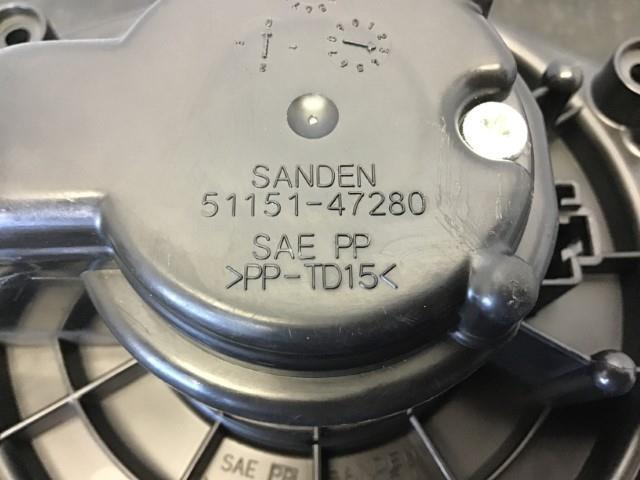 SANDEN
51151-47280
SAE PP
>PP-TD15<
SAE PP